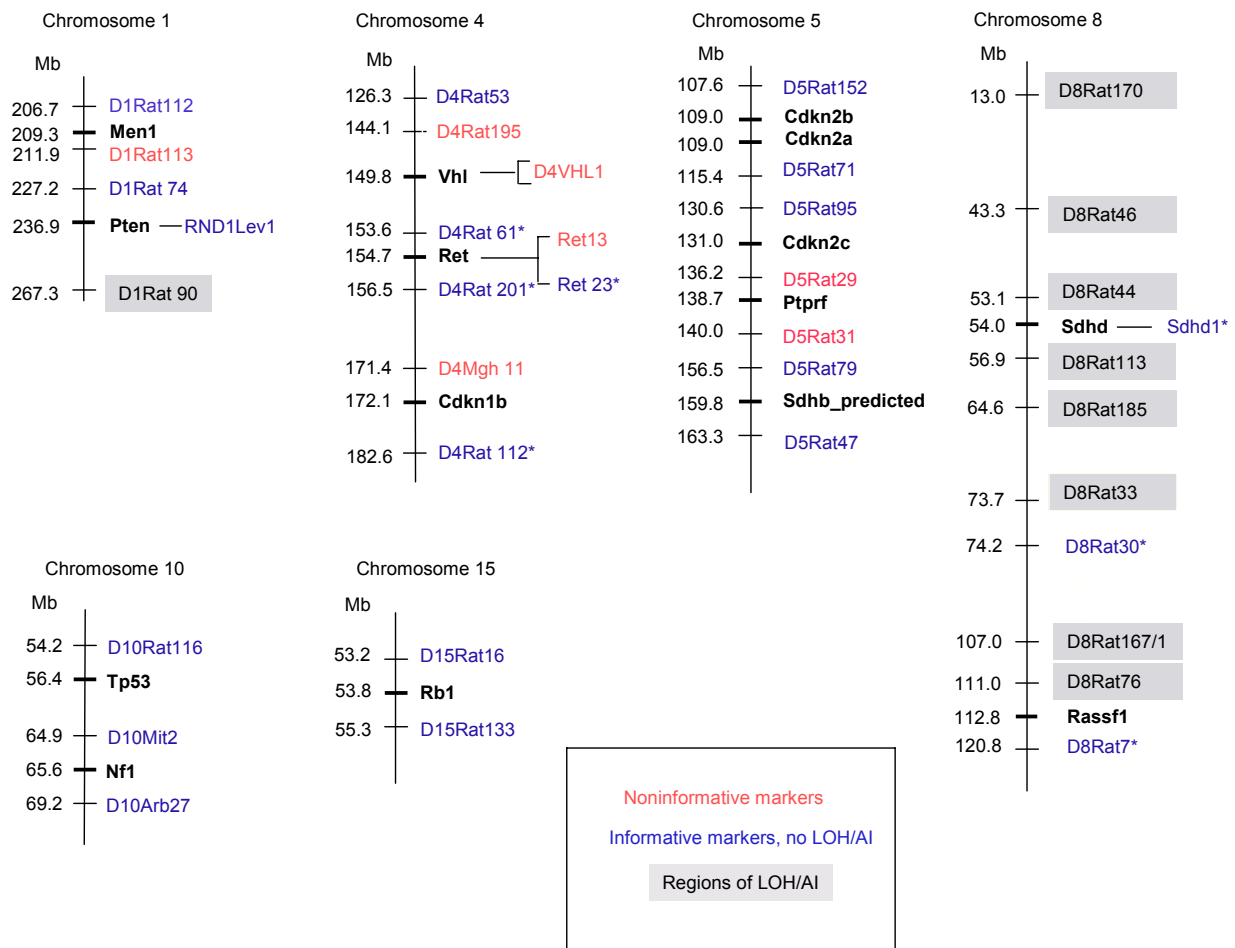 Chromosome 1
Mb
206.7 D1Rat112
209.3 Men1
211.9 D1Rat113
227.2 D1Rat 74
236.9 Pten RND1Lev1
267.3 D1Rat 90
Chromosome 4
Mb
126.3 D4Rat53
144.1 D4Rat195
149.8 Vhl D4VHL1
153.6 D4Rat 61* Ret13
154.7 Ret
156.5 D4Rat 201* Ret 23*
171.4 D4Mgh 11
172.1 Cdkn1b
182.6 D4Rat 112*
Chromosome 5
Mb
107.6 D5Rat152
109.0 Cdkn2b
109.0 Cdkn2a
115.4 D5Rat71
130.6 D5Rat95
131.0 Cdkn2c
136.2 D5Rat29
138.7 Ptprf
140.0 D5Rat31
156.5 D5Rat79
159.8 Sdhb_predicted
163.3 D5Rat47
Chromosome 8
Mb
13.0 D8Rat170
43.3 D8Rat46
53.1 D8Rat44
54.0 Sdhd Sdhd1*
56.9 D8Rat113
64.6 D8Rat185
73.7 D8Rat33
74.2 D8Rat30*
107.0 D8Rat167/1
111.0 D8Rat76
112.8 Rassf1
120.8 D8Rat7*
Chromosome 10
Mb
54.2 D10Rat116
56.4 Tp53
64.9 D10Mit2
65.6 Nf1
69.2 D10Arb27
Chromosome 15
Mb
53.2 D15Rat16
53.8 Rb1
55.3 D15Rat133
Noninformative markers
Informative markers, no LOH/AI
Regions of LOH/AI